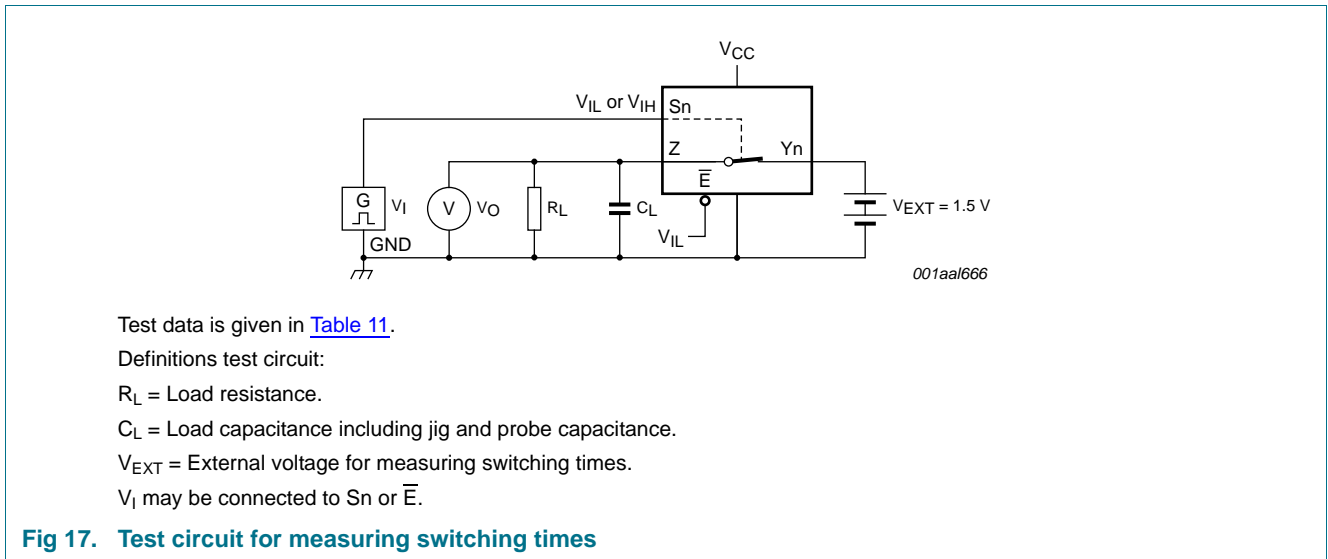 VCC
VIL or VIH
Sn
Z
Yn
E
G
VI
V
VO
RL
CL
VEXT = 1.5 V
GND
VIL
001aal666
Test data is given in Table 11.
Definitions test circuit:
RL = Load resistance.
CL = Load capacitance including jig and probe capacitance.
VEXT = External voltage for measuring switching times.
VI may be connected to Sn or E.
Fig 17. Test circuit for measuring switching times